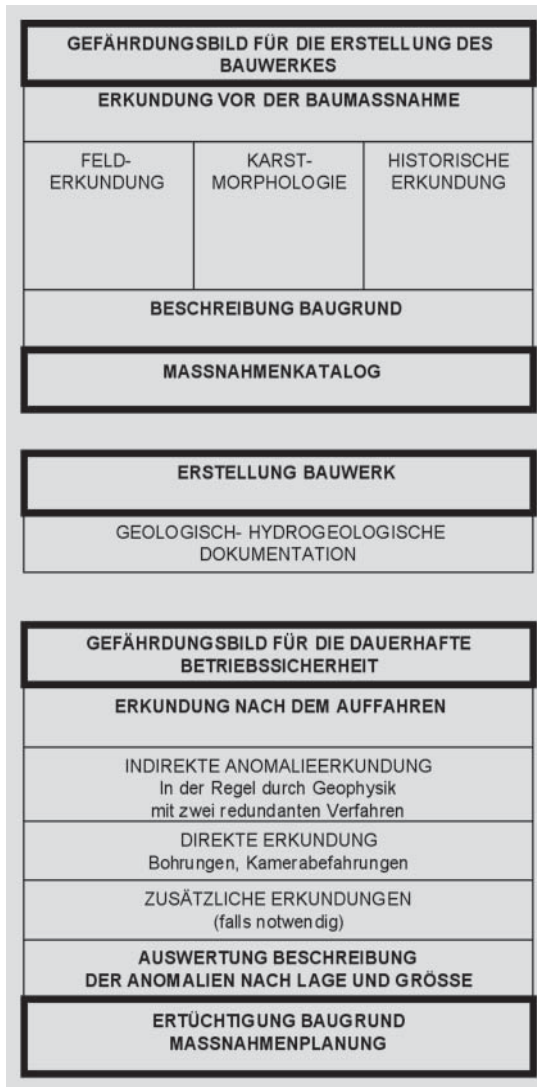 GEFÄHRDUNGSBILD FÜR DIE ERSTELLUNG DES
BAUWERKES
ERKUNDUNG VOR DER BAUMASSNAHME
FELD-
ERKUNDUNG
KARST-
MORPHOLOGIE
HISTORISCHE
ERKUNDUNG
BESCHREIBUNG BAUGRUND
MASSNAHMENKATALOG
ERSTELLUNG BAUWERK
GEOLOGISCH- HYDROGEOLOGISCHE
DOKUMENTATION
GEFÄHRDUNGSBILD FÜR DIE DAUERHAFTE
BETRIEBSSICHERHEIT
ERKUNDUNG NACH DEM AUFFAHREN
INDIREKTE ANOMALIEERKUNDUNG
In der Regel durch Geophysik
mit zwei redundanten Verfahren
DIREKTE ERKUNDUNG
Bohrungen, Kamerabefahrungen
ZUSÄTZLICHE ERKUNDUNGEN
(falls notwendig)
AUSWERTUNG BESCHREIBUNG
DER ANOMALIEN NACH LAGE UND GRÖSSE
ERTÜCHTIGUNG BAUGRUND
MASSNAHMENPLANUNG